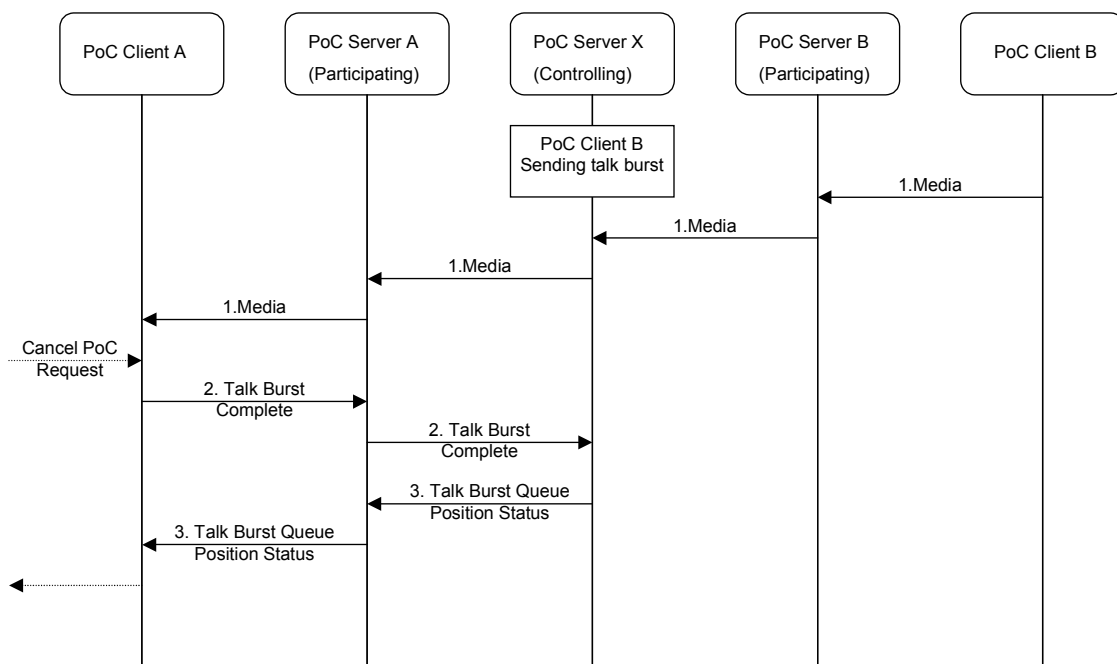 PoC Client A
PoC Server A
(Participating)
PoC Server X
(Controlling)
PoC Server B
(Participating)
PoC Client B
PoC Client B
Sending talk burst
1.Media
1.Media
1.Media
1.Media
Cancel PoC
Request
2. Talk Burst
Complete
2. Talk Burst
Complete
3. Talk Burst Queue
Position Status
3. Talk Burst Queue
Position Status